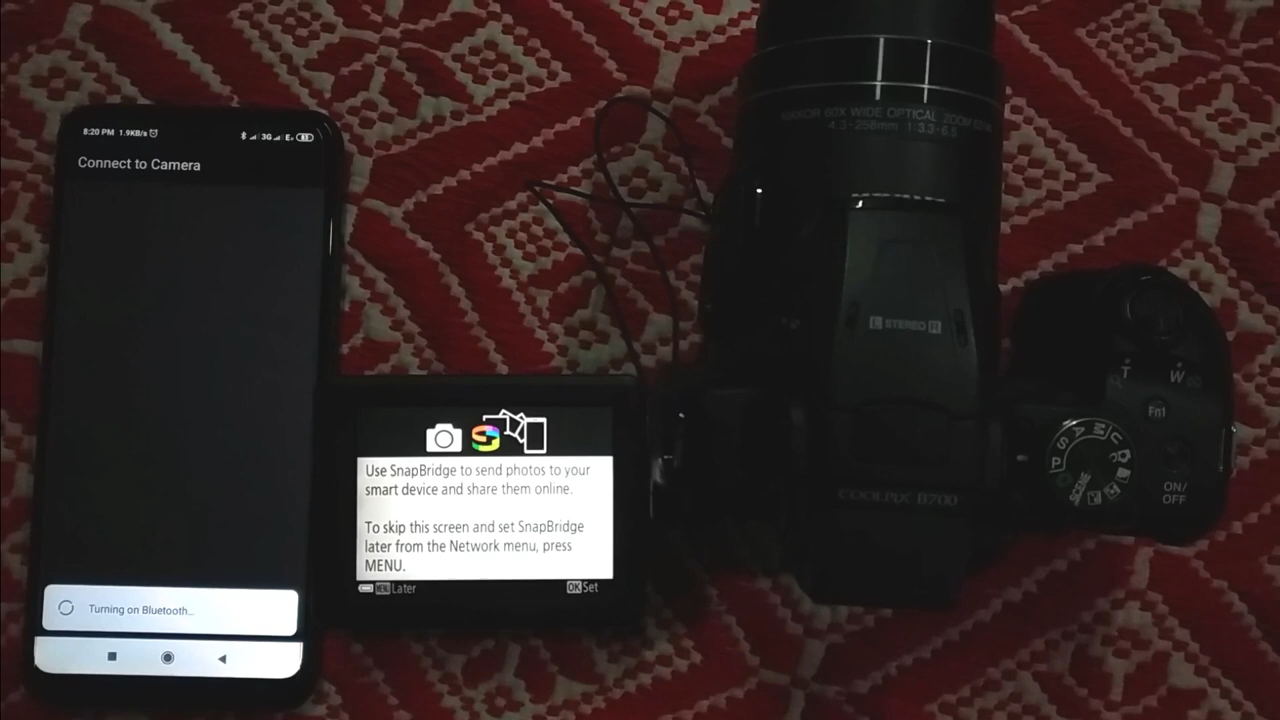 8:20 PM 1.9KB/s
3G E
Connect to Camera
Turning on Bluetooth...
Use SnapBridge to send photos to your
smart device and share them online.
To skip this screen and set SnapBridge
later from the Network menu, press
MENU.
MENU Later
OK Set
60X WIDE OPTICAL ZOOM
4.3-258mm 1:3.3-6.5
L STEREO R
COOLPIX B700
T W
Fn1
ON/
OFF
P S A M U
SCENE